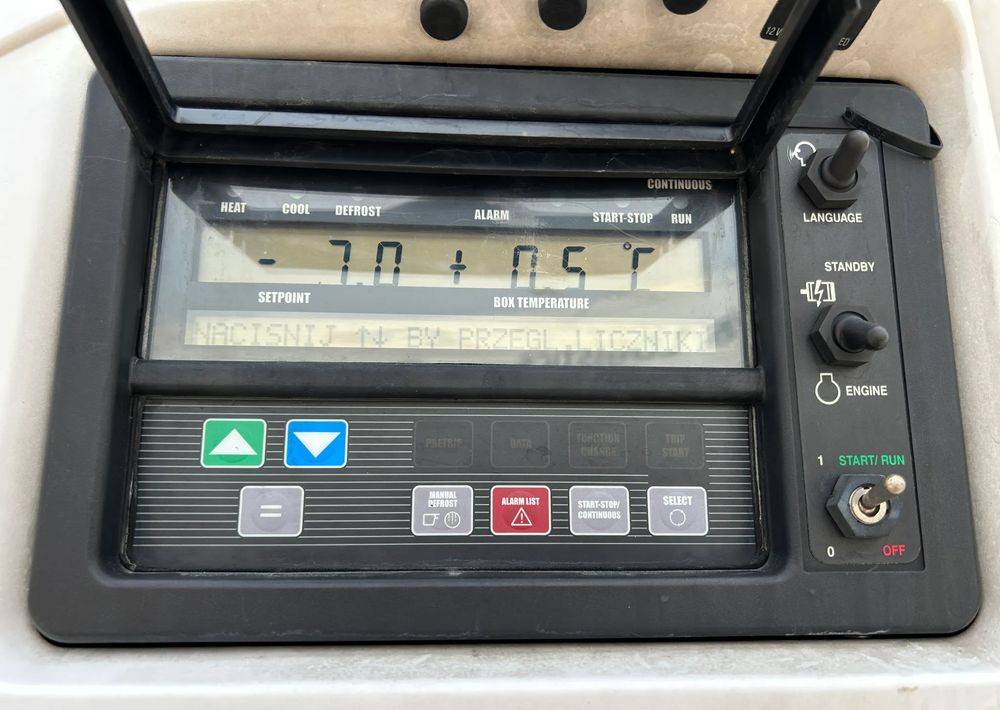 12V
ED
CONTINUOUS
HEAT COOL DEFROST ALARM START-STOP RUN
- 7.0 + 0.5°C
SETPOINT BOX TEMPERATURE
NACISNIJ ↑↓ BY PRZEGL.LICZNIKI
LANGUAGE
STANDBY
ENGINE
1 START/RUN
0 OFF
PRETRIP DATA FUNCTION CHANGE TRIP START
=
MANUAL DEFROST
ALARM LIST
START-STOP/
CONTINUOUS
SELECT